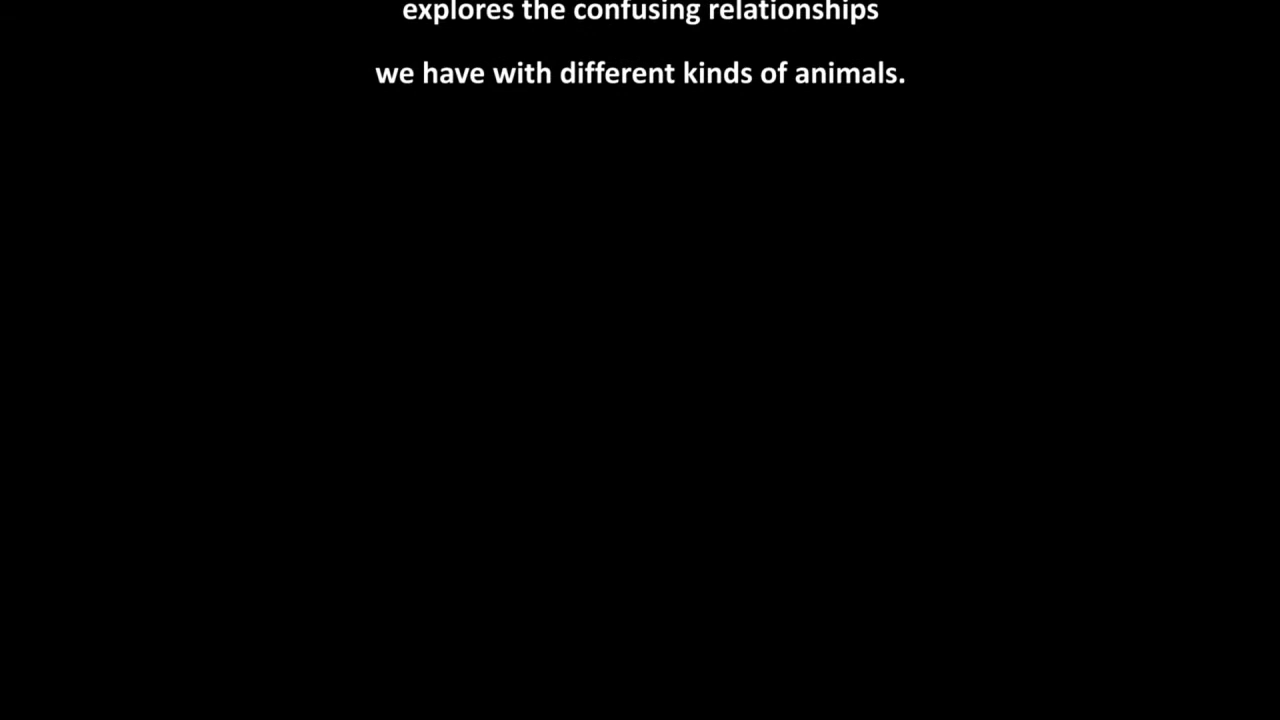 explores the confusing relationships
we have with different kinds of animals.